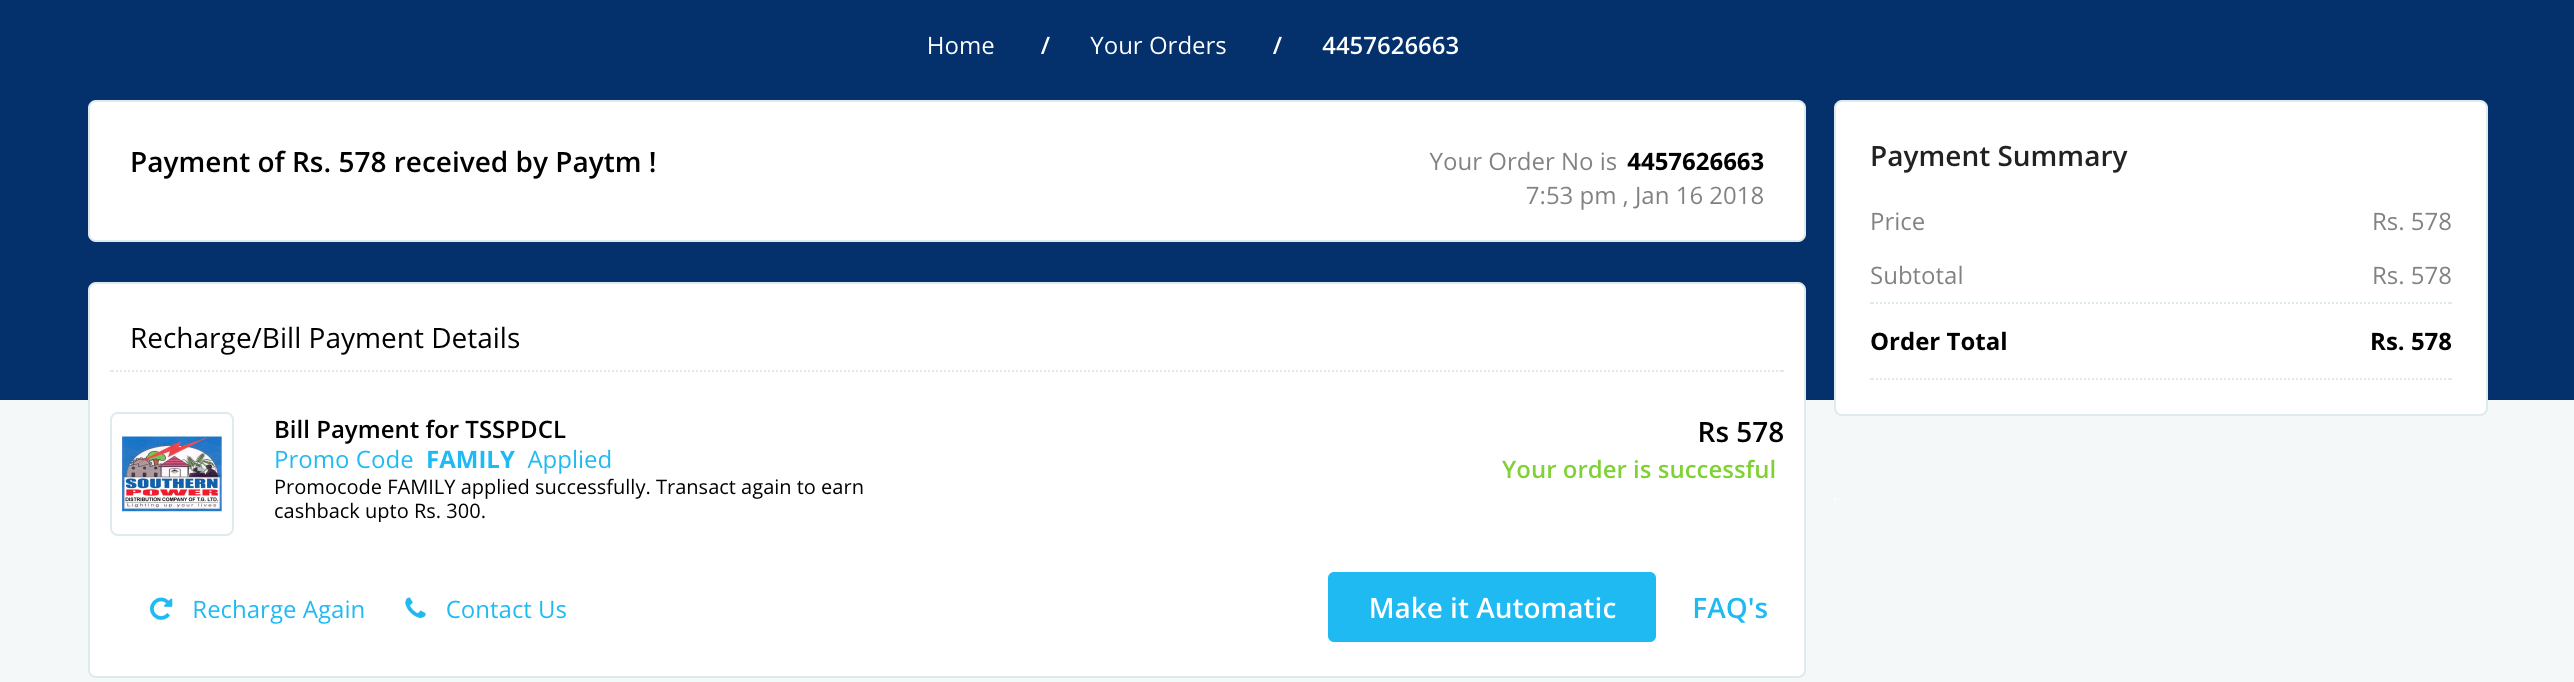 Home / Your Orders / 4457626663
Payment of Rs. 578 received by Paytm !
Your Order No is 4457626663
7:53 pm , Jan 16 2018
Payment Summary
Price Rs. 578
Subtotal Rs. 578
Order Total Rs. 578
Recharge/Bill Payment Details
SOUTHERN
POWER
DISTRIBUTION COMPANY OF T.G. LTD.
Lighting up your lives
Bill Payment for TSSPDCL
Promo Code FAMILY Applied
Promocode FAMILY applied successfully. Transact again to earn
cashback upto Rs. 300.
Rs 578
Your order is successful
Recharge Again Contact Us
Make it Automatic FAQ's